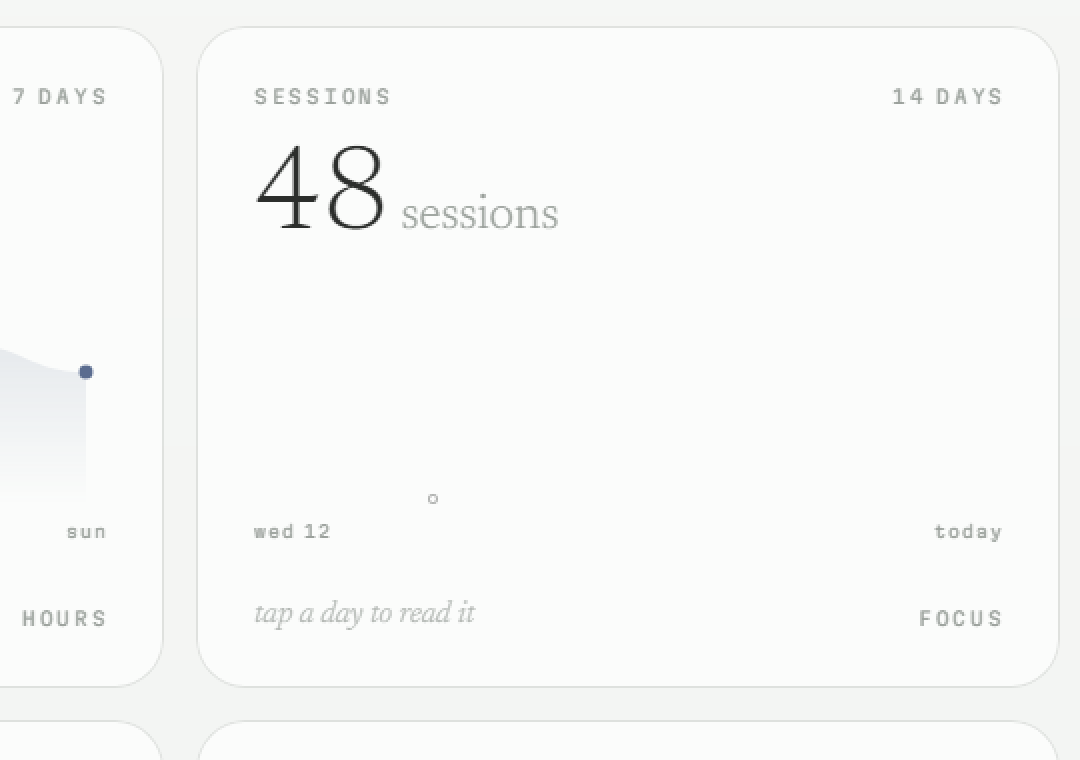 7 DAYS
SESSIONS
14 DAYS
48 sessions
sun
wed 12
today
HOURS
tap a day to read it
FOCUS